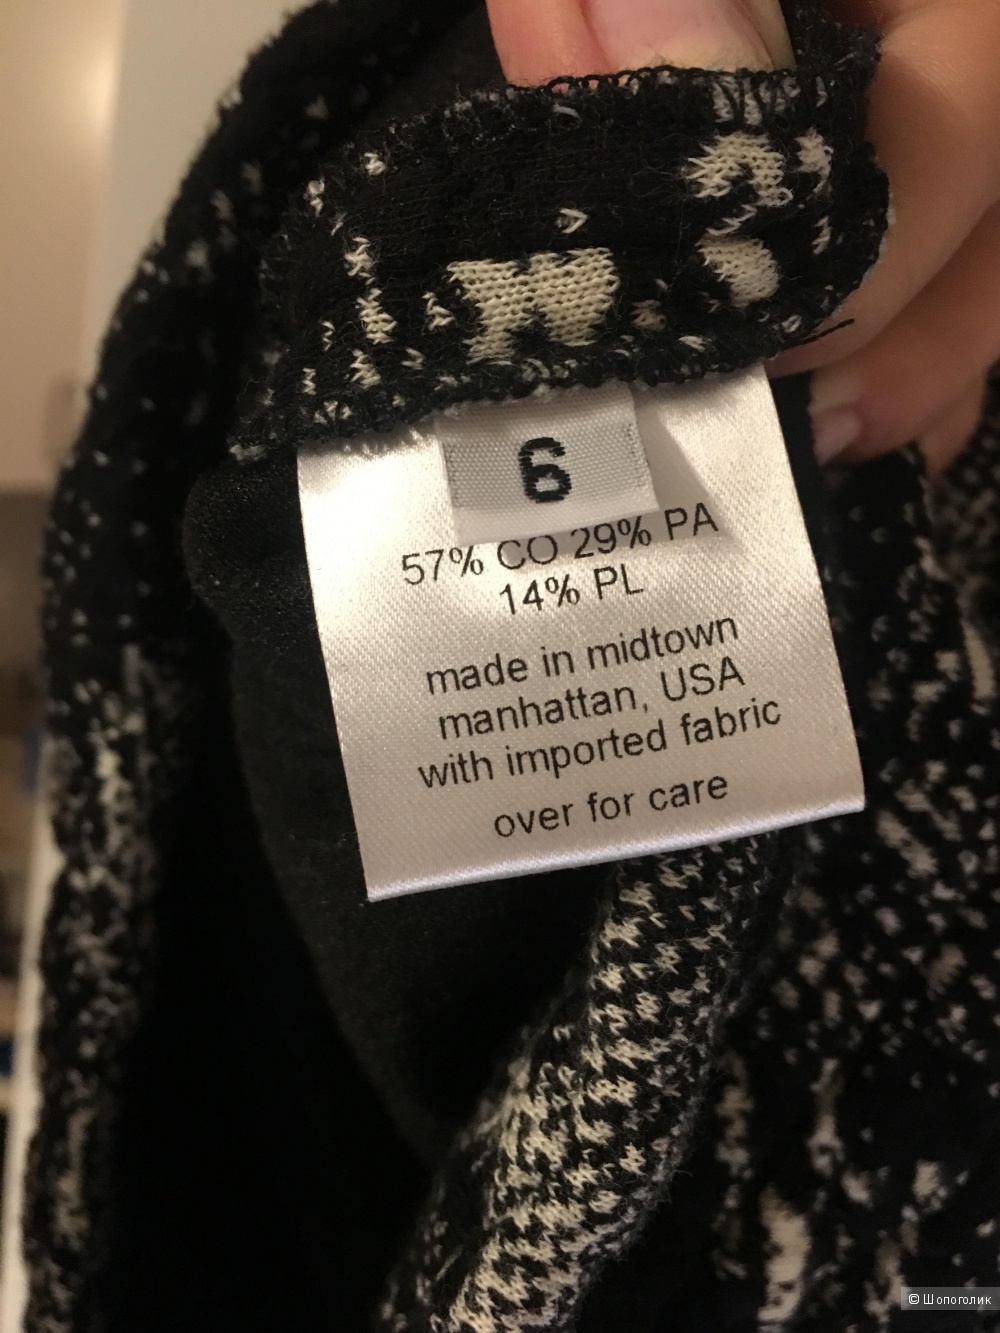 6
57% CO 29% PA
14% PL
made in midtown
manhattan, USA
with imported fabric
over for care
© Шопоголик